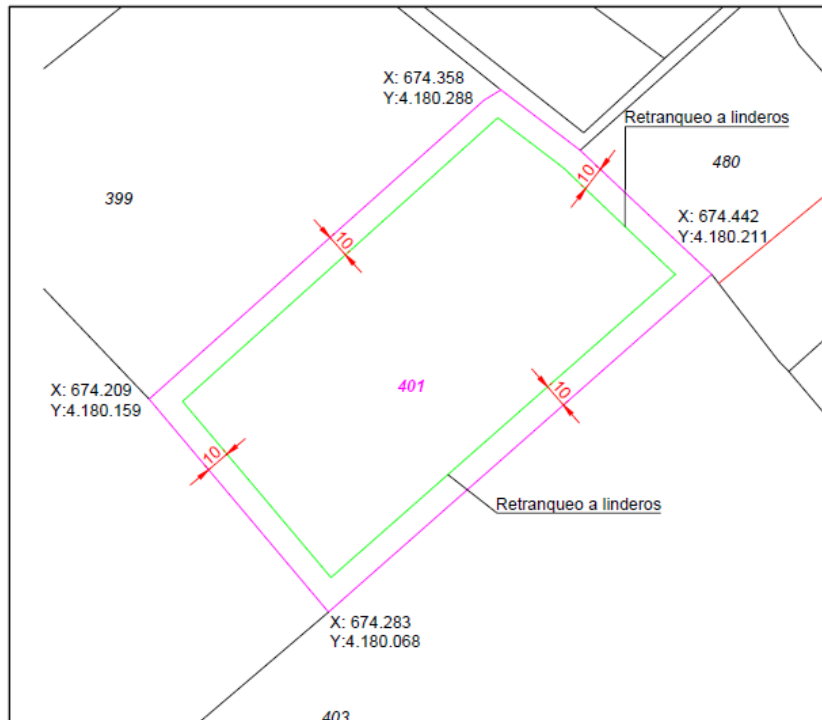 X: 674.358
Y:4.180.288
Retranqueo a linderos
10
480
399
X: 674.442
Y:4.180.211
10
401
X: 674.209
Y:4.180.159
10
10
Retranqueo a linderos
X: 674.283
Y:4.180.068
403